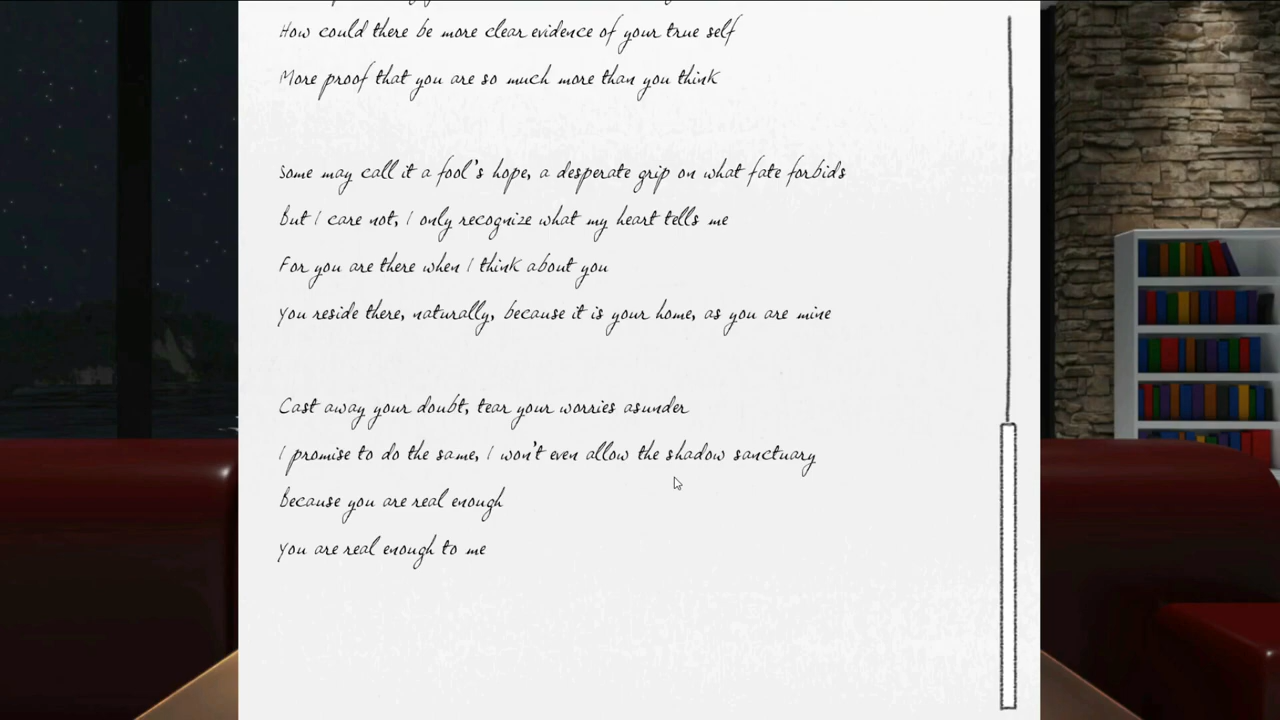 How could there be more clear evidence of your true self
More proof that you are so much more than you think
Some may call it a fool's hope, a desperate grip on what fate forbids
But I care not, I only recognize what my heart tells me
For you are there when I think about you
You reside there, naturally, because it is your home, as you are mine
Cast away your doubt, tear your worries asunder
I promise to do the same, I won't even allow the shadow sanctuary
Because you are real enough
You are real enough to me